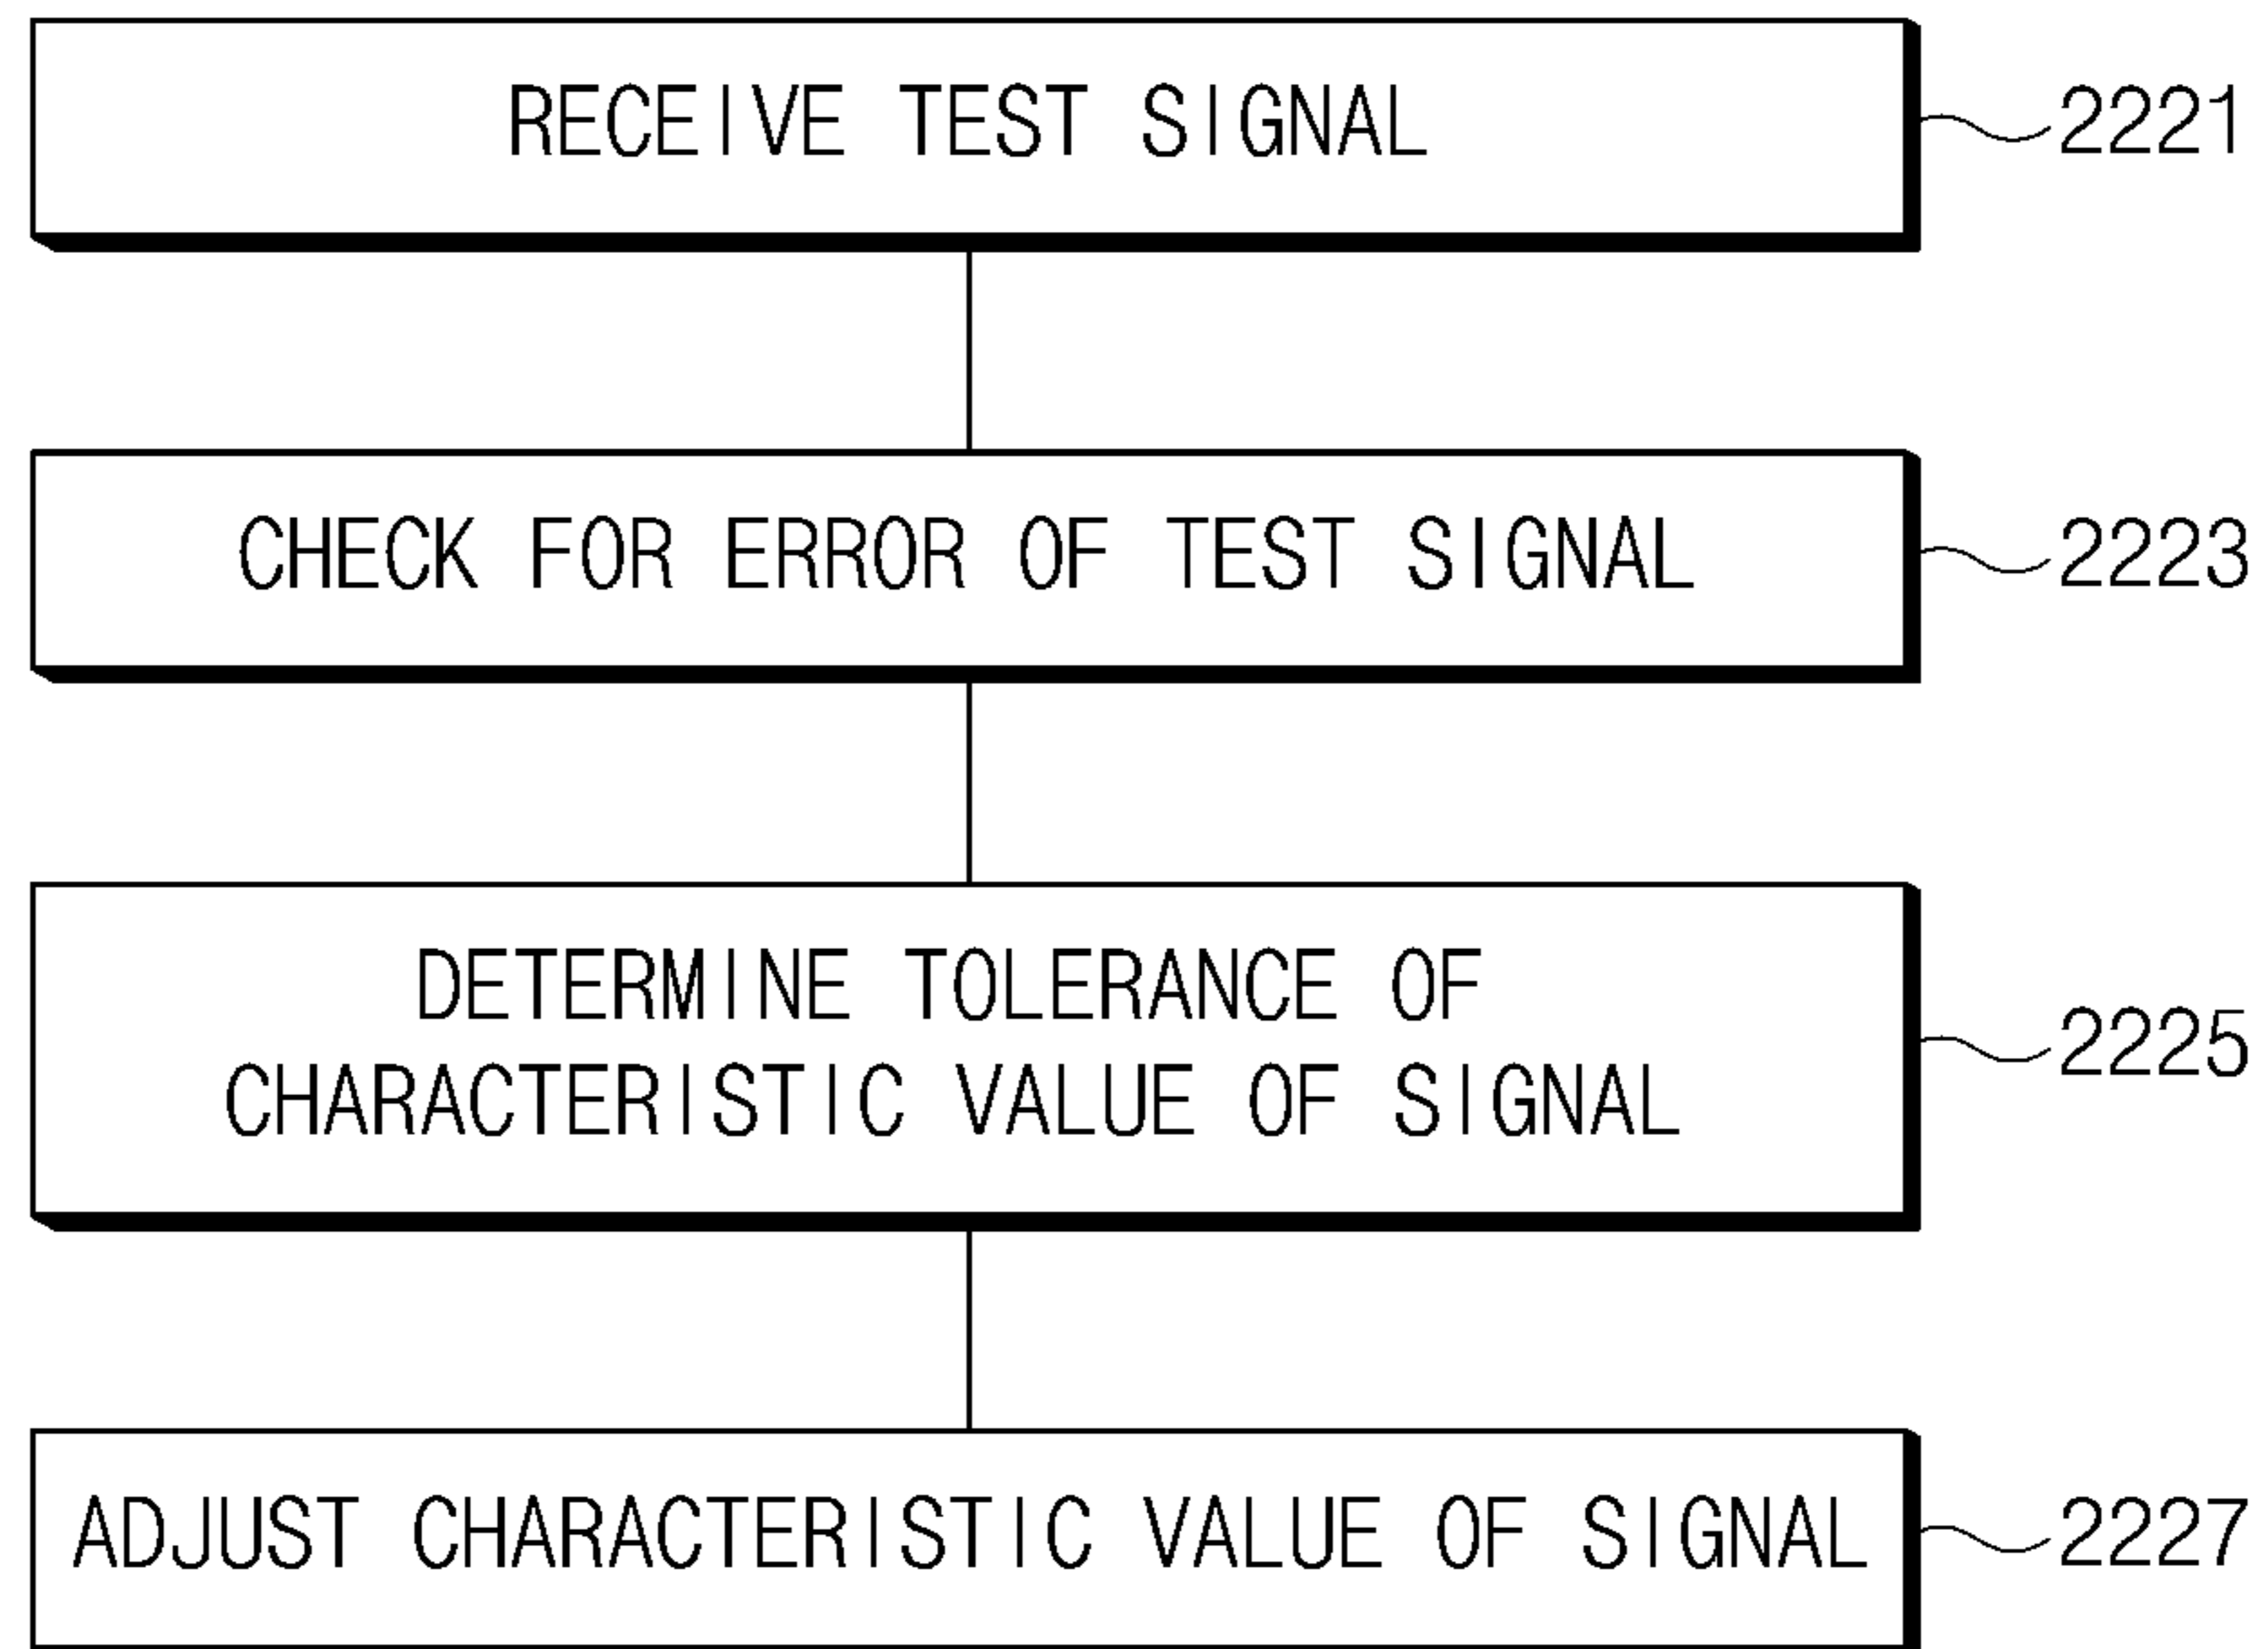 RECEIVE TEST SIGNAL 2221
CHECK FOR ERROR OF TEST SIGNAL 2223
DETERMINE TOLERANCE OF
CHARACTERISTIC VALUE OF SIGNAL
2225
ADJUST CHARACTERISTIC VALUE OF SIGNAL 2227